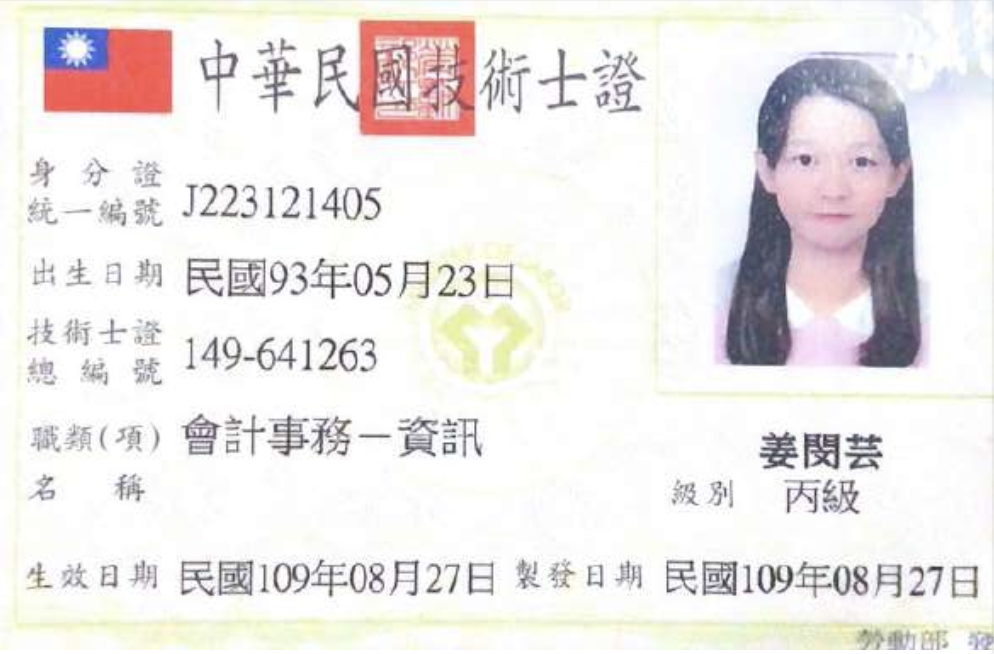 中華民國技術士證
身分證統一編號 J223121405
出生日期 民國93年05月23日
技術士證總編號 149-641263
職類(項)名稱 會計事務－資訊
姜閔芸
級別 丙級
生效日期 民國109年08月27日 製發日期 民國109年08月27日
勞動部